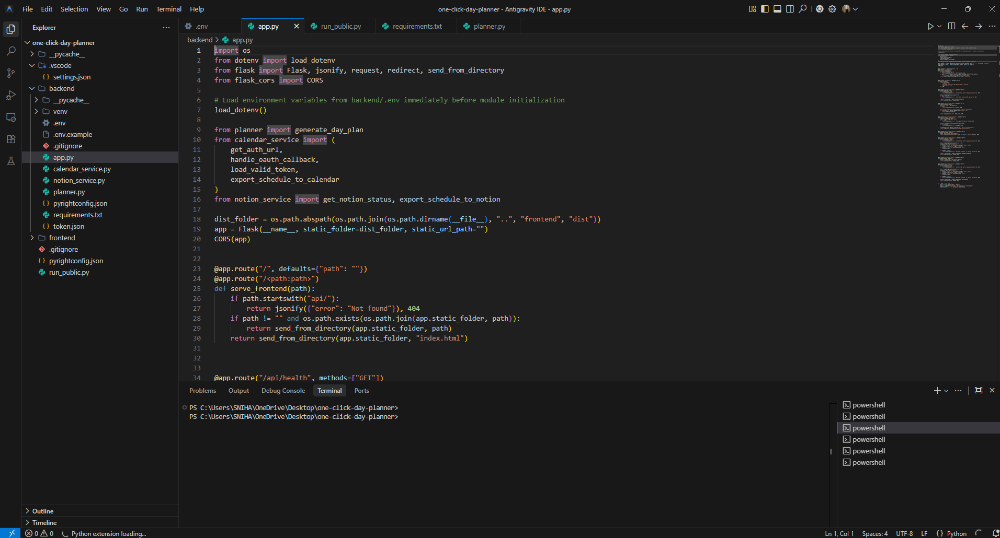 File Edit Selection View Go Run Terminal Help
one-click-day-planner - Antigravity IDE - app.py
Explorer
one-click-day-planner
__pycache__
.vscode
settings.json
backend
__pycache__
venv
.env
.env.example
.gitignore
app.py
calendar_service.py
notion_service.py
planner.py
pyrightconfig.json
requirements.txt
token.json
frontend
.gitignore
pyrightconfig.json
run_public.py
Outline
Timeline
.env app.py run_public.py requirements.txt planner.py
backend > app.py
1 import os
2 from dotenv import load_dotenv
3 from flask import Flask, jsonify, request, redirect, send_from_directory
4 from flask_cors import CORS
5
6 # Load environment variables from backend/.env immediately before module initialization
7 load_dotenv()
8
9 from planner import generate_day_plan
10 from calendar_service import (
11     get_auth_url,
12     handle_oauth_callback,
13     load_valid_token,
14     export_schedule_to_calendar
15 )
16 from notion_service import get_notion_status, export_schedule_to_notion
17
18 dist_folder = os.path.abspath(os.path.join(os.path.dirname(__file__), "..", "frontend", "dist"))
19 app = Flask(__name__, static_folder=dist_folder, static_url_path="")
20 CORS(app)
21
22
23 @app.route("/", defaults={"path": ""})
24 @app.route("/<path:path>")
25 def serve_frontend(path):
26     if path.startswith("api/"):
27         return jsonify({"error": "Not found"}), 404
28     if path != "" and os.path.exists(os.path.join(app.static_folder, path)):
29         return send_from_directory(app.static_folder, path)
30     return send_from_directory(app.static_folder, "index.html")
31
32
33
34 @app.route("/api/health", methods=["GET"])
Problems Output Debug Console Terminal Ports
PS C:\Users\SNIHA\OneDrive\Desktop\one-click-day-planner>
PS C:\Users\SNIHA\OneDrive\Desktop\one-click-day-planner>
powershell
powershell
powershell
powershell
powershell
powershell
0 0 Python extension loading...
Ln 1, Col 1 Spaces: 4 UTF-8 LF {} Python